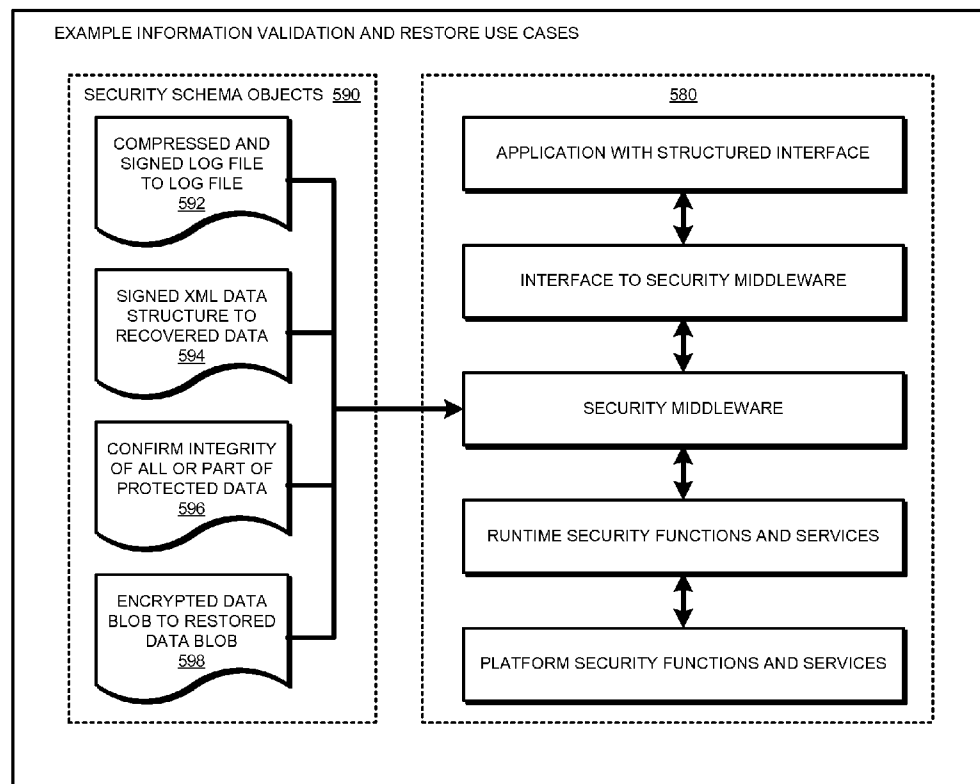 EXAMPLE INFORMATION VALIDATION AND RESTORE USE CASES
SECURITY SCHEMA OBJECTS 590
COMPRESSED AND
SIGNED LOG FILE
TO LOG FILE
592
SIGNED XML DATA
STRUCTURE TO
RECOVERED DATA
594
CONFIRM INTEGRITY
OF ALL OR PART OF
PROTECTED DATA
596
ENCRYPTED DATA
BLOB TO RESTORED
DATA BLOB
598
580
APPLICATION WITH STRUCTURED INTERFACE
INTERFACE TO SECURITY MIDDLEWARE
SECURITY MIDDLEWARE
RUNTIME SECURITY FUNCTIONS AND SERVICES
PLATFORM SECURITY FUNCTIONS AND SERVICES